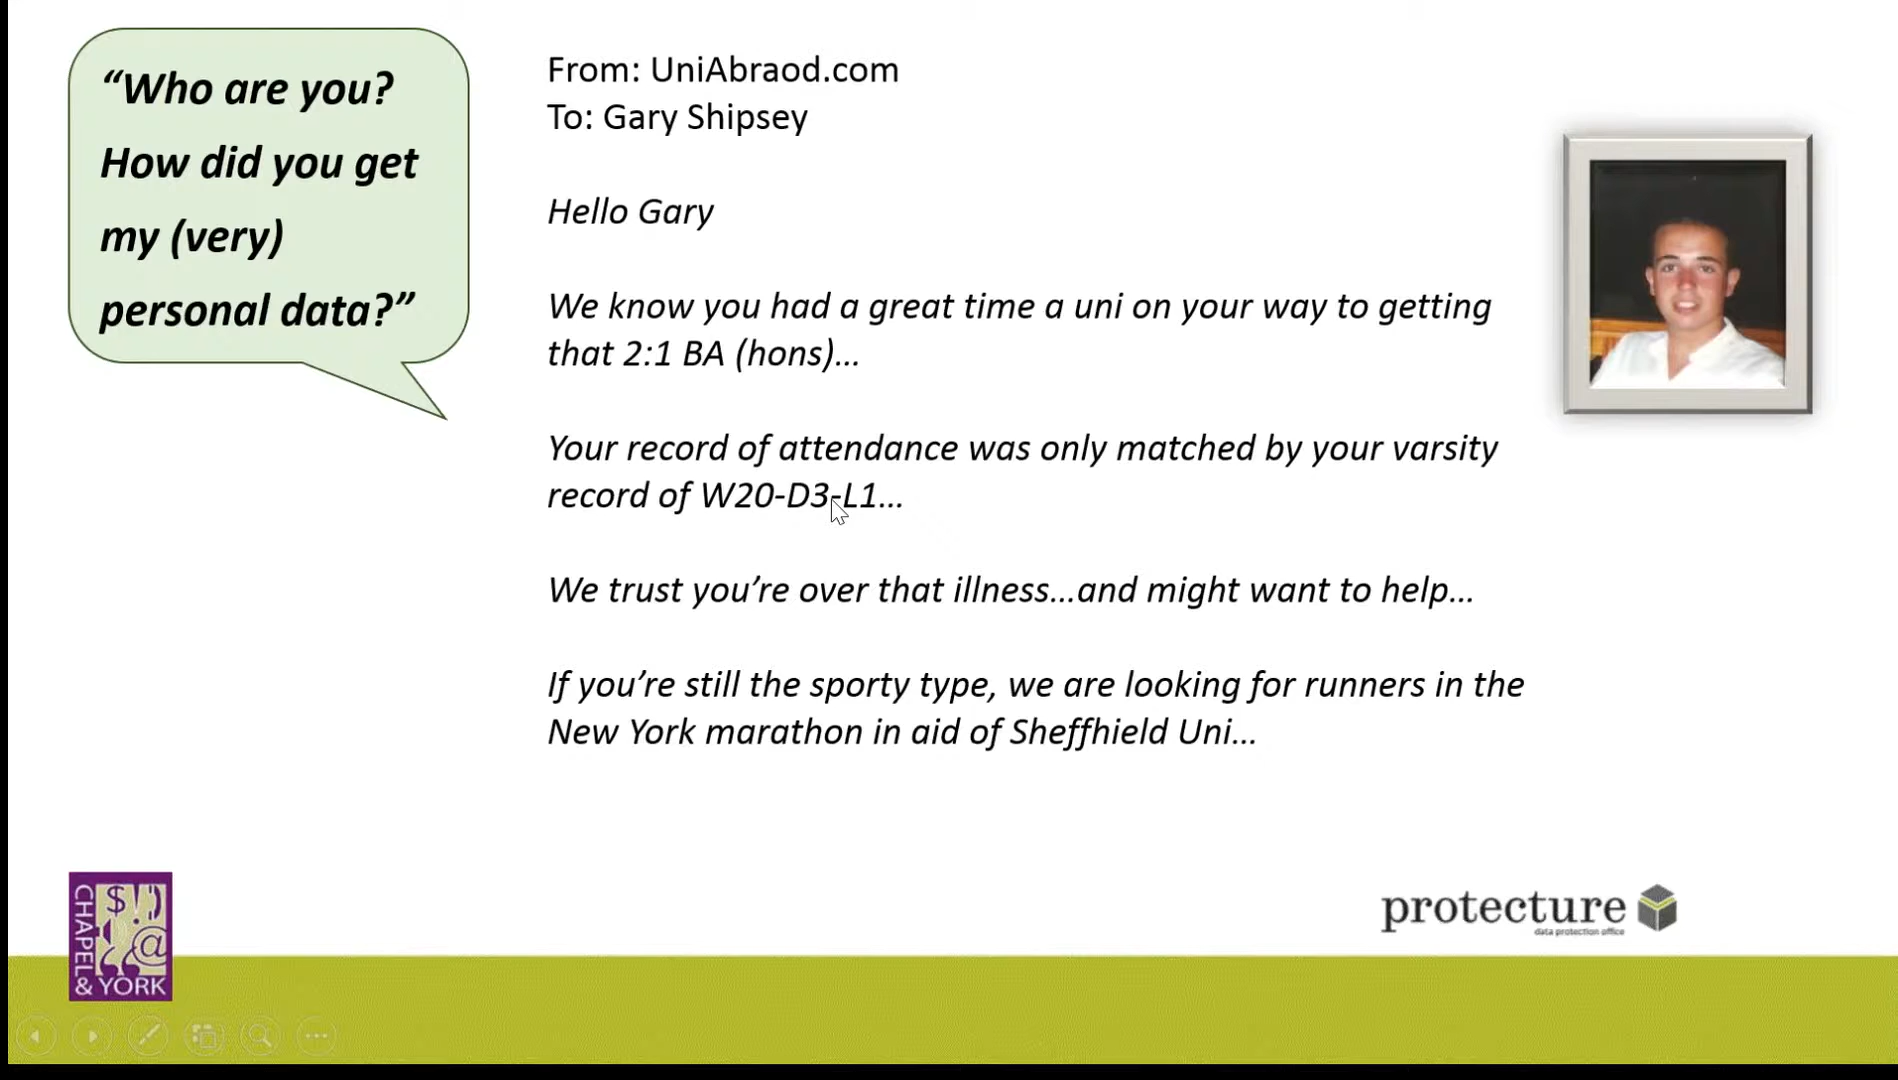 “Who are you?
How did you get
my (very)
personal data?”
From: UniAbraod.com
To: Gary Shipsey
Hello Gary
We know you had a great time a uni on your way to getting
that 2:1 BA (hons)…
Your record of attendance was only matched by your varsity
record of W20-D3-L1…
We trust you’re over that illness…and might want to help…
If you’re still the sporty type, we are looking for runners in the
New York marathon in aid of Sheffhield Uni…
CHAPEL
& YORK
protecture
data protection office